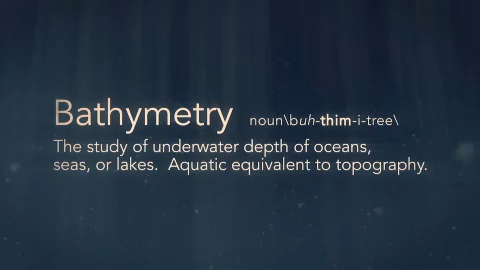 Bathymetry noun\buh-thim-i-tree\
The study of underwater depth of oceans,
seas, or lakes.  Aquatic equivalent to topography.